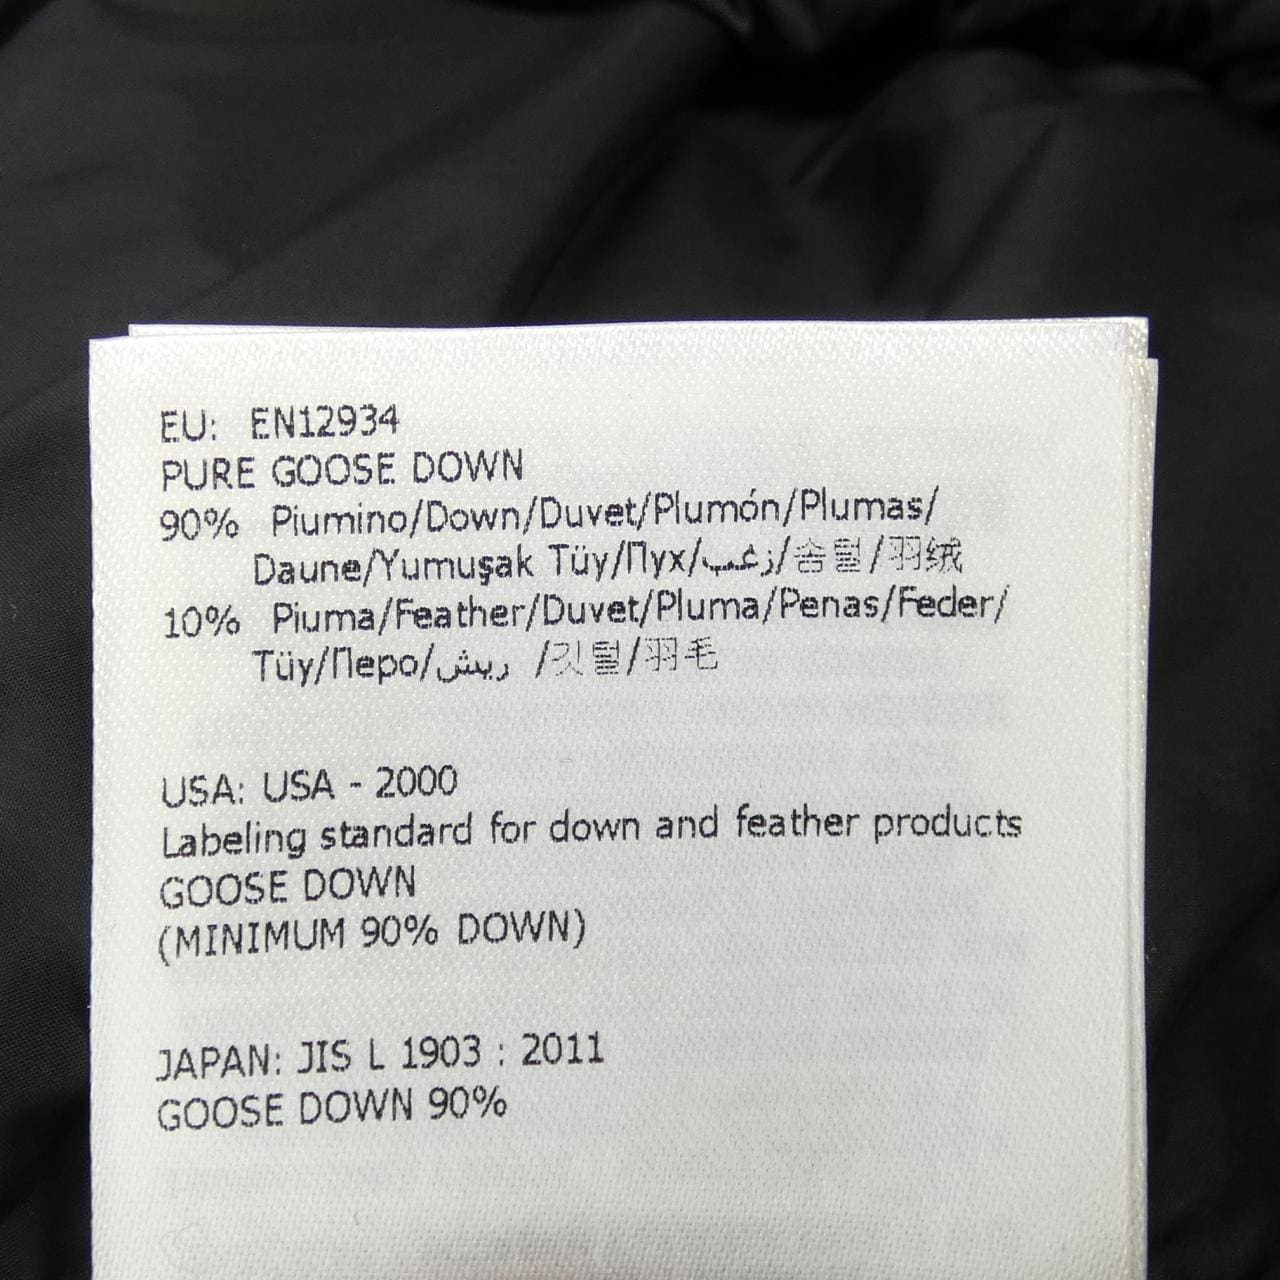 EU: EN12934
PURE GOOSE DOWN
90% Piumino/Down/Duvet/Plumón/Plumas/
Daune/Yumuşak Tüy/Пух/زغب/솜털/羽绒
10% Piuma/Feather/Duvet/Pluma/Penas/Feder/
Tüy/Перо/ريش /깃털/羽毛
USA: USA - 2000
Labeling standard for down and feather products
GOOSE DOWN
(MINIMUM 90% DOWN)
JAPAN: JIS L 1903 : 2011
GOOSE DOWN 90%